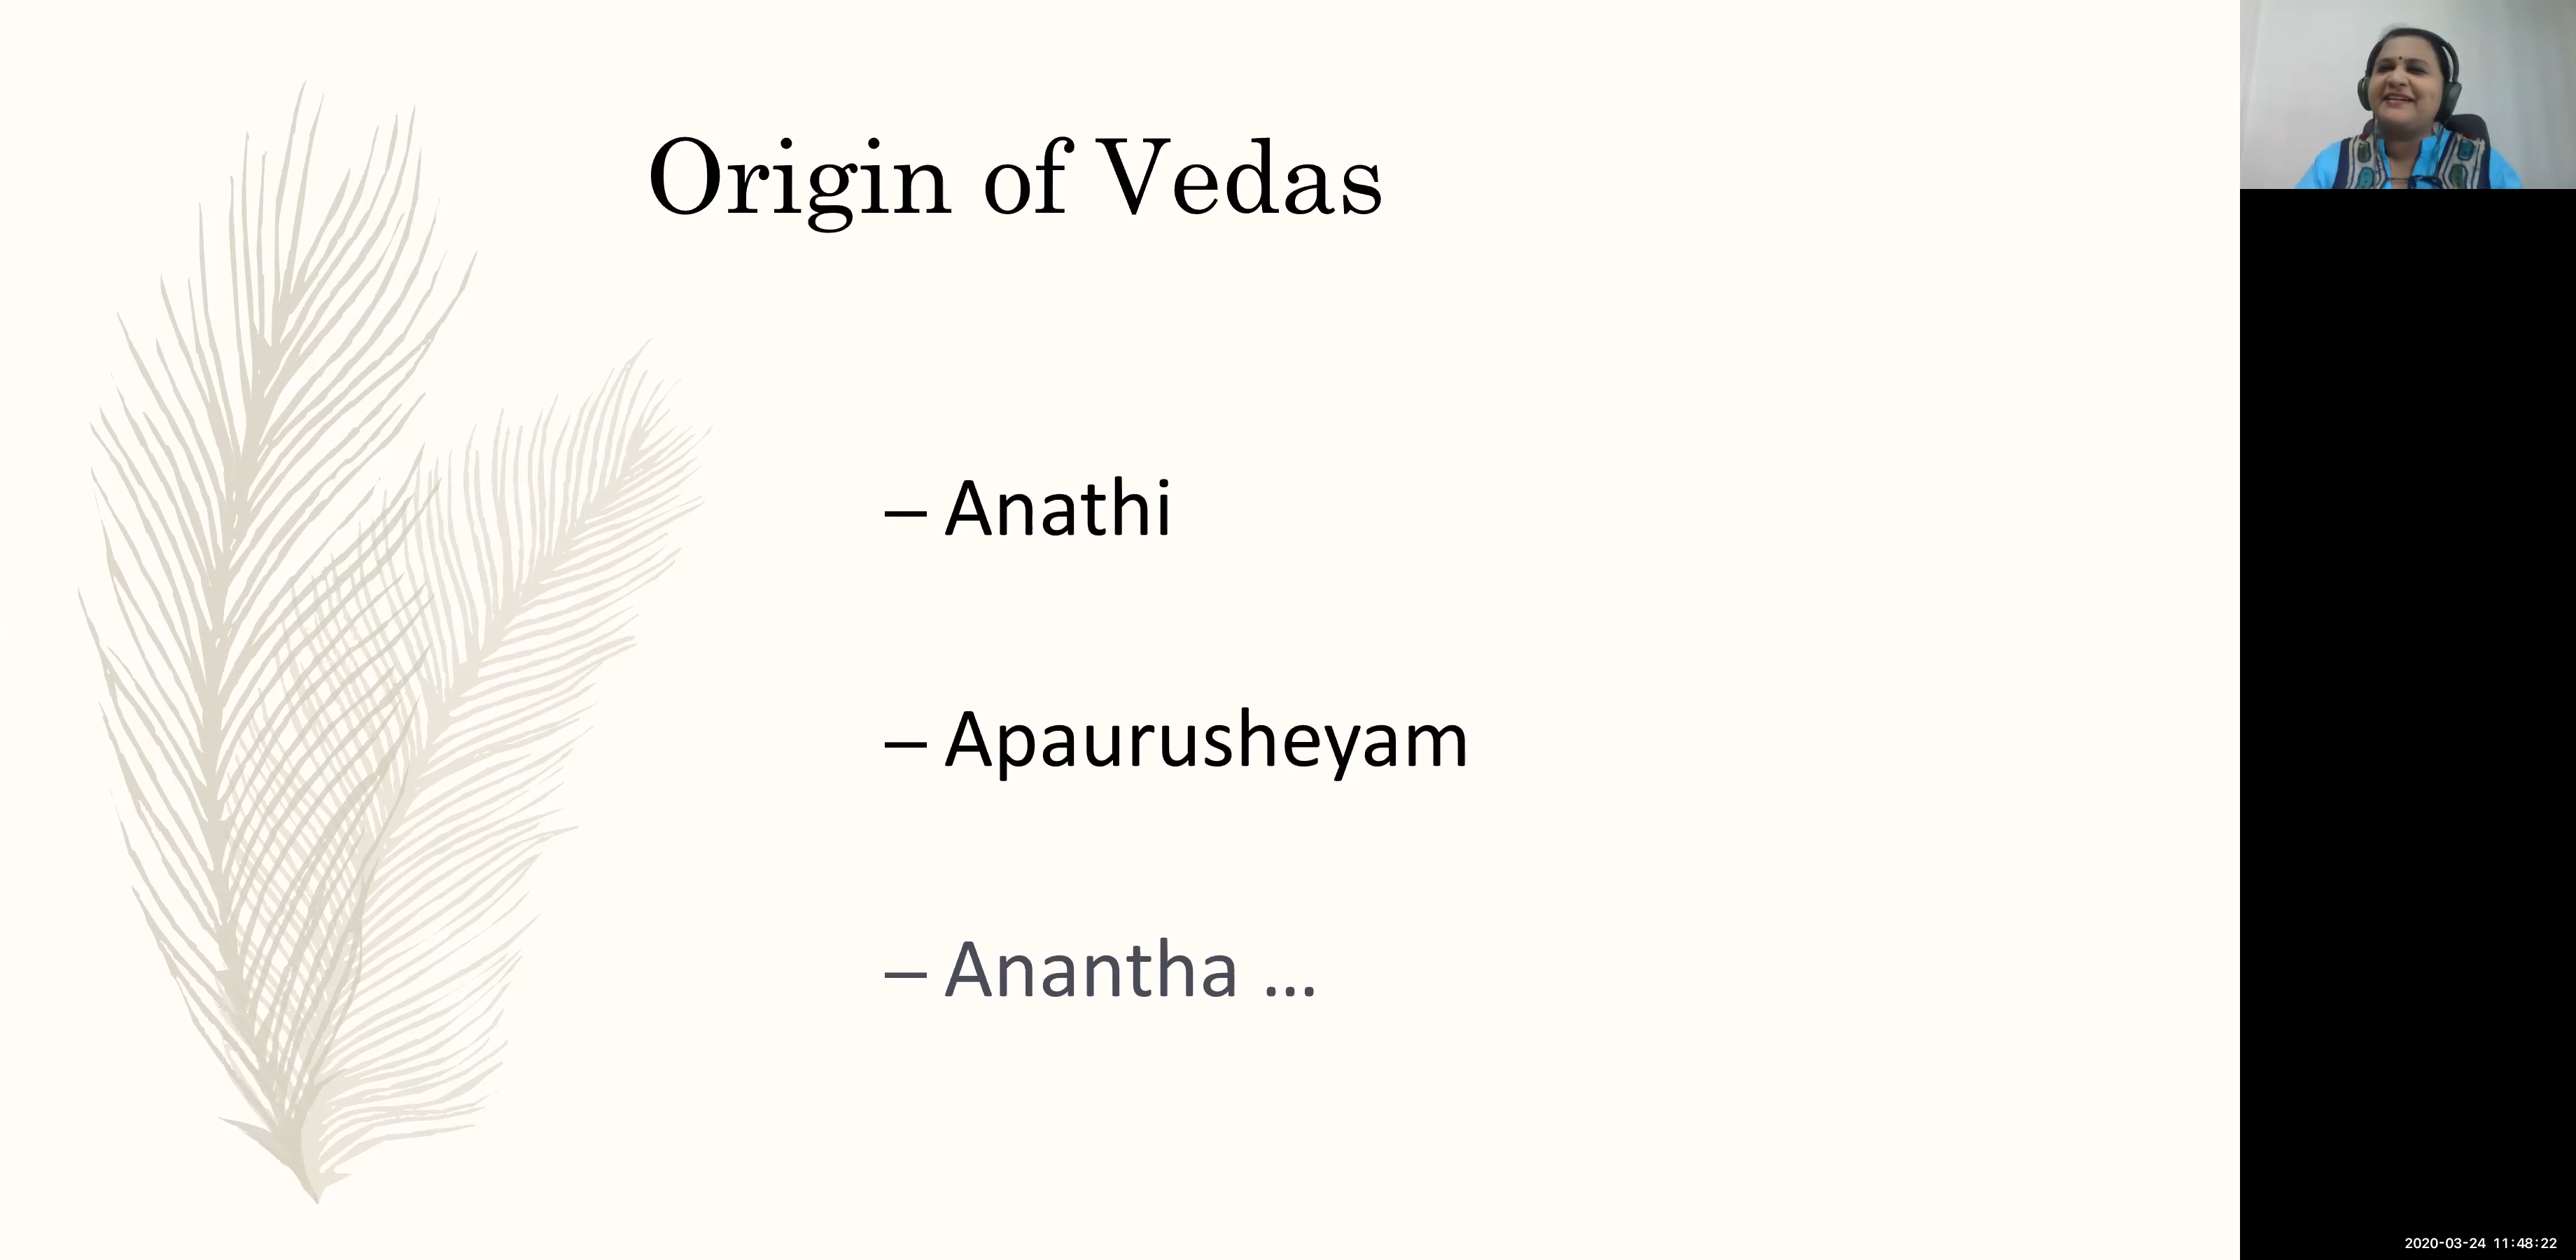 Origin of Vedas
– Anathi
– Apaurusheyam
– Anantha ...
2020-03-24 11:48:22